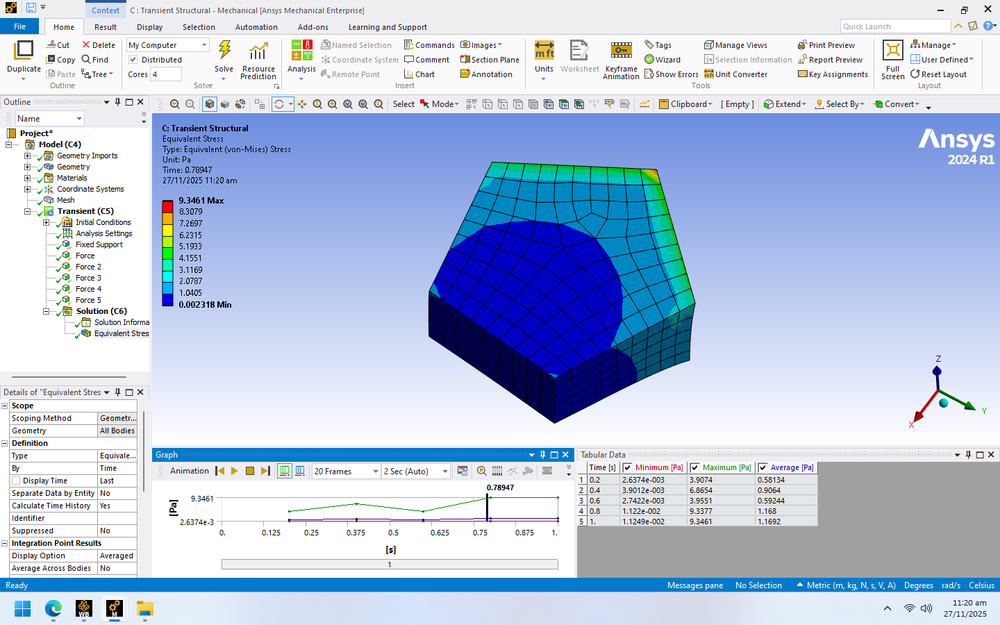 Context
C : Transient Structural - Mechanical [Ansys Mechanical Enterprise]
File Home Result Display Selection Automation Add-ons Learning and Support
Quick Launch
Duplicate
Cut Delete
Copy Find
Paste Tree
Outline
My Computer
Distributed
Cores 4
Solve
Resource Prediction
Solve
Analysis
Named Selection Commands Images
Coordinate System Comment Section Plane
Remote Point Chart Annotation
Insert
Units
Worksheet
Keyframe Animation
Tags Manage Views Print Preview
Wizard Selection Information Report Preview
Show Errors Unit Converter Key Assignments
Tools
Full Screen
Manage
User Defined
Reset Layout
Layout
Select Mode Clipboard [ Empty ] Extend Select By Convert
Outline
Name
Project*
Model (C4)
Geometry Imports
Geometry
Materials
Coordinate Systems
Mesh
Transient (C5)
Initial Conditions
Analysis Settings
Fixed Support
Force
Force 2
Force 3
Force 4
Force 5
Solution (C6)
Solution Informa
Equivalent Stres
C: Transient Structural
Equivalent Stress
Type: Equivalent (von-Mises) Stress
Unit: Pa
Time: 0.78947
27/11/2025 11:20 am
9.3461 Max
8.3079
7.2697
6.2315
5.1933
4.1551
3.1169
2.0787
1.0405
0.002318 Min
Ansys
2024 R1
Z
Y
X
Details of "Equivalent Stres
Scope
Scoping Method Geometr...
Geometry All Bodies
Definition
Type Equivale...
By Time
Display Time Last
Separate Data by Entity No
Calculate Time History Yes
Identifier
Suppressed No
Integration Point Results
Display Option Averaged
Average Across Bodies No
Graph
Animation 20 Frames 2 Sec (Auto)
0.78947
9.3461
[Pa]
2.6374e-3
0. 0.125 0.25 0.375 0.5 0.625 0.75 0.875 1.
[s]
1
Tabular Data
Time [s] Minimum [Pa] Maximum [Pa] Average [Pa]
1 0.2 2.6374e-003 3.9074 0.58134
2 0.4 3.9012e-003 6.8654 0.9064
3 0.6 2.7422e-003 3.9551 0.59244
4 0.8 1.122e-002 9.3377 1.168
5 1. 1.1249e-002 9.3461 1.1692
Ready Messages pane No Selection Metric (m, kg, N, s, V, A) Degrees rad/s Celsius
WB
M
11:20 am
27/11/2025